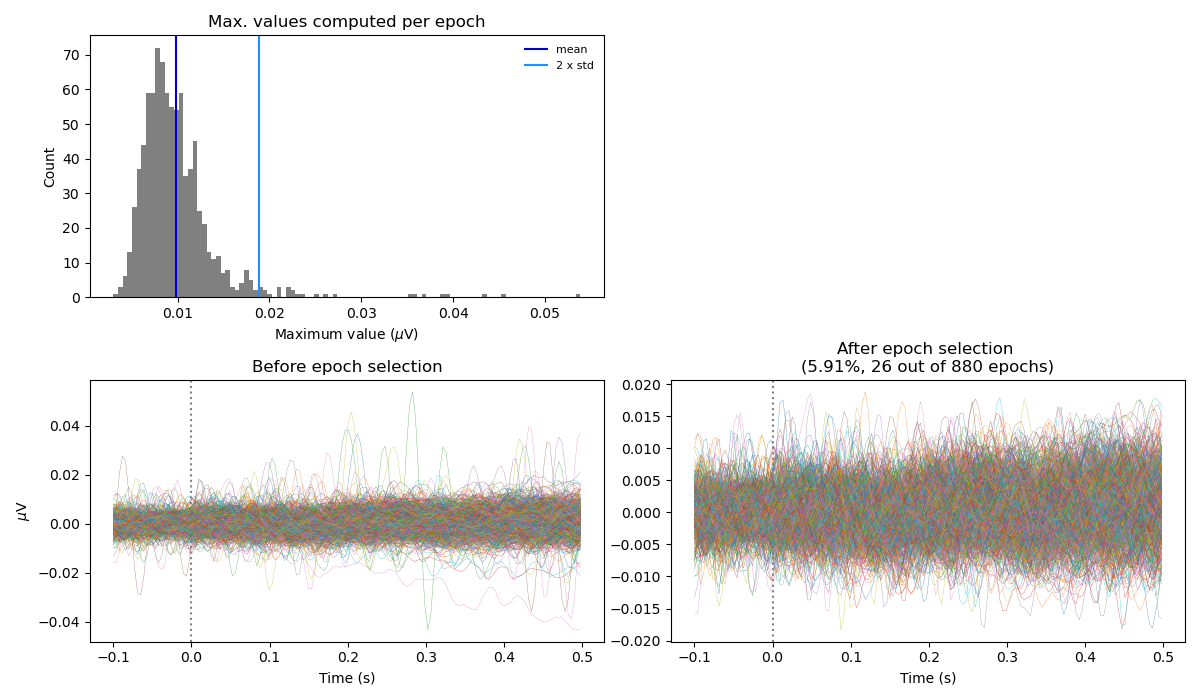 Max. values computed per epoch
70
60
50
40
30
20
10
0
Count
mean
2 x std
0.01 0.02 0.03 0.04 0.05
Maximum value (μV)
Before epoch selection
0.04
0.02
0.00
−0.02
−0.04
μV
−0.1 0.0 0.1 0.2 0.3 0.4 0.5
Time (s)
After epoch selection
(5.91%, 26 out of 880 epochs)
0.020
0.015
0.010
0.005
0.000
−0.005
−0.010
−0.015
−0.020
−0.1 0.0 0.1 0.2 0.3 0.4 0.5
Time (s)